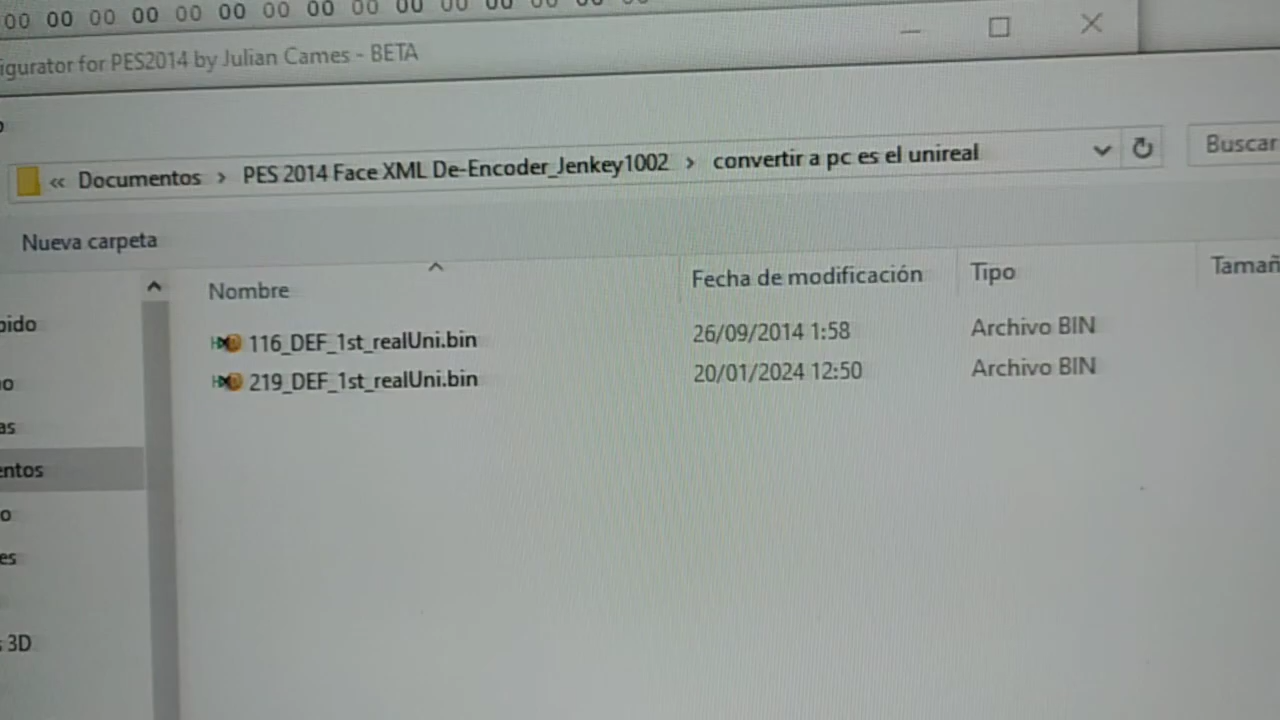 00 00 00 00 00 00 00 00 00 00 00 00 00 00 00
igurator for PES2014 by Julian Cames - BETA
o
« Documentos › PES 2014 Face XML De-Encoder_Jenkey1002 › convertir a pc es el unireal
Buscar
Nueva carpeta
Nombre
Fecha de modificación
Tipo
Tamañ
116_DEF_1st_realUni.bin 26/09/2014 1:58 Archivo BIN
219_DEF_1st_realUni.bin 20/01/2024 12:50 Archivo BIN
pido
o
as
entos
o
es
s 3D